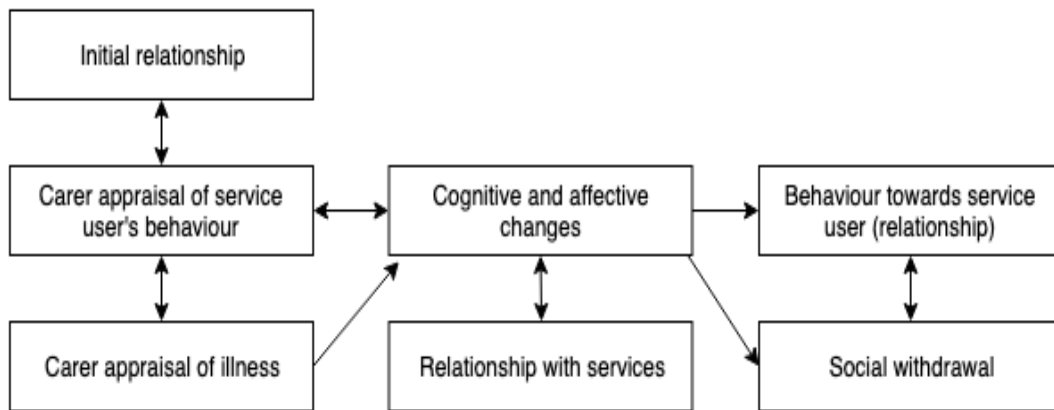 Initial relationship
Carer appraisal of service
user's behaviour
Cognitive and affective
changes
Behaviour towards service
user (relationship)
Carer appraisal of illness
Relationship with services
Social withdrawal